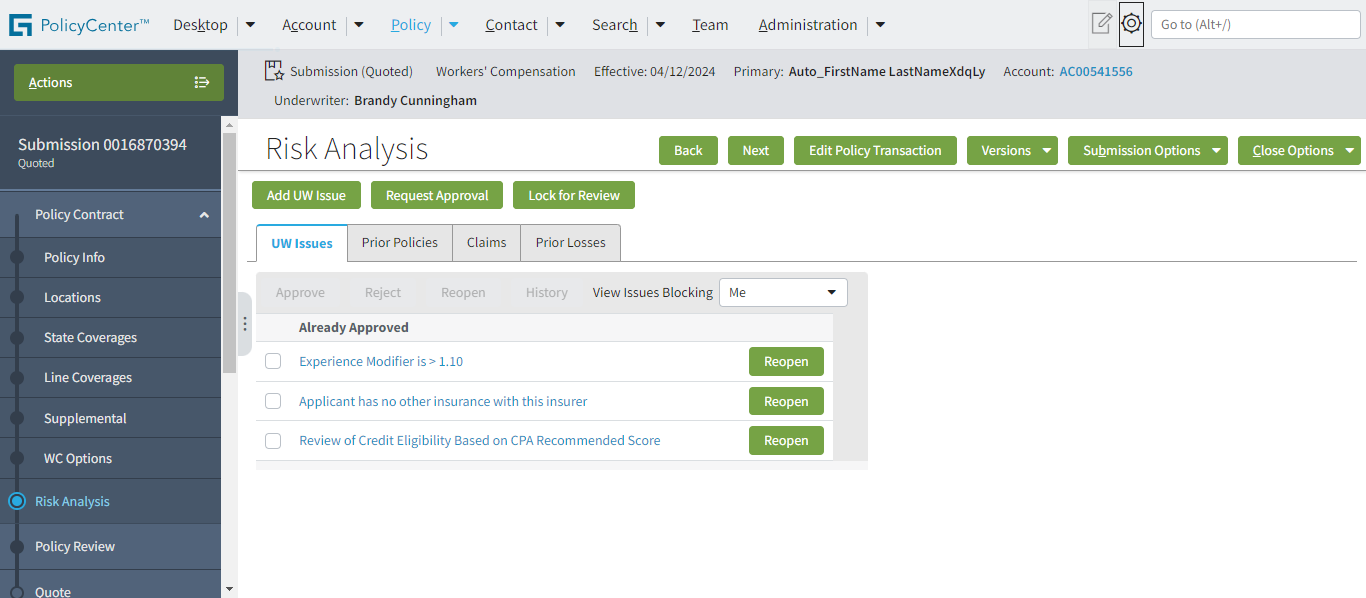 PolicyCenter™ Desktop Account Policy Contact Search Team Administration Go to (Alt+/)
Actions
Submission (Quoted) Workers' Compensation Effective: 04/12/2024 Primary: Auto_FirstName LastNameXdqLy Account: AC00541556
Underwriter: Brandy Cunningham
Submission 0016870394
Quoted
Policy Contract
Policy Info
Locations
State Coverages
Line Coverages
Supplemental
WC Options
Risk Analysis
Policy Review
Quote
Risk Analysis
Back Next Edit Policy Transaction Versions Submission Options Close Options
Add UW Issue Request Approval Lock for Review
UW Issues Prior Policies Claims Prior Losses
Approve Reject Reopen History View Issues Blocking Me
Already Approved
Experience Modifier is > 1.10 Reopen
Applicant has no other insurance with this insurer Reopen
Review of Credit Eligibility Based on CPA Recommended Score Reopen